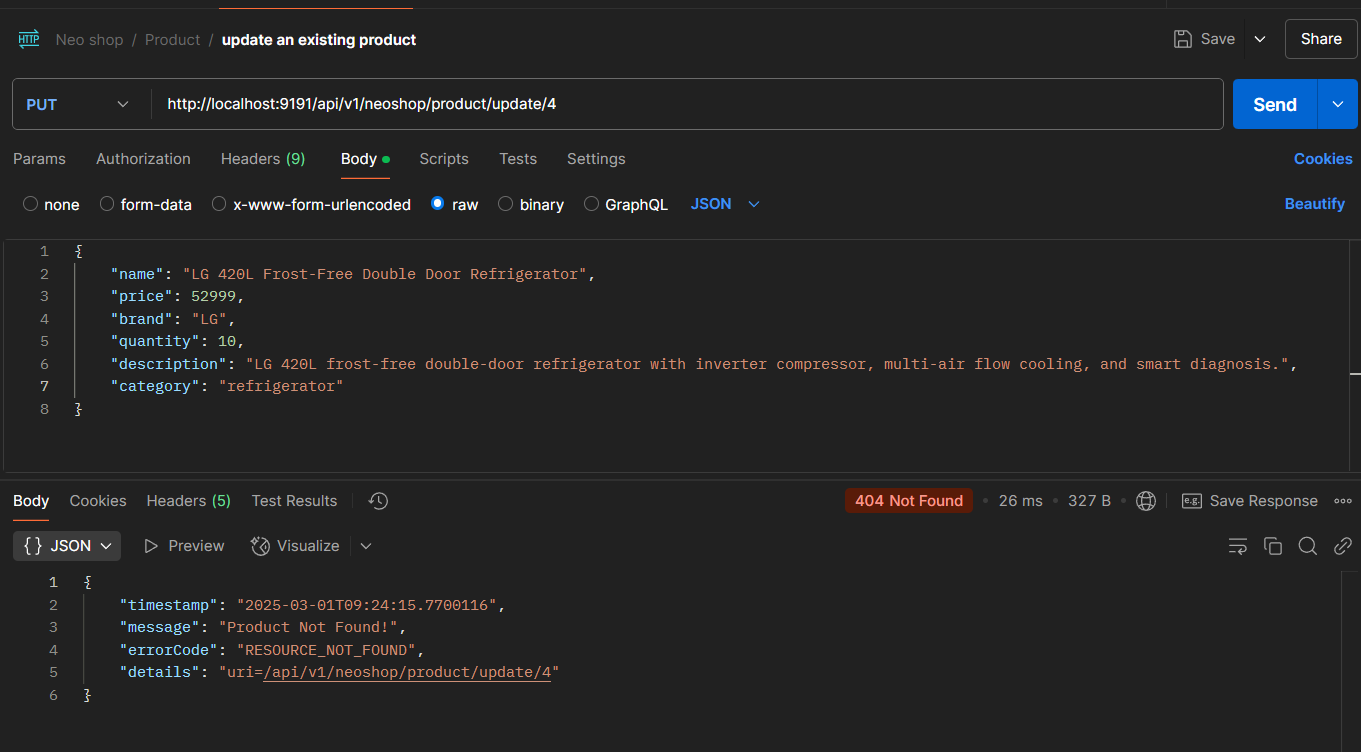 HTTP Neo shop / Product / update an existing product Save Share
PUT http://localhost:9191/api/v1/neoshop/product/update/4 Send
Params Authorization Headers (9) Body Scripts Tests Settings Cookies
none form-data x-www-form-urlencoded raw binary GraphQL JSON Beautify
1 {
2 "name": "LG 420L Frost-Free Double Door Refrigerator",
3 "price": 52999,
4 "brand": "LG",
5 "quantity": 10,
6 "description": "LG 420L frost-free double-door refrigerator with inverter compressor, multi-air flow cooling, and smart diagnosis.",
7 "category": "refrigerator"
8 }
Body Cookies Headers (5) Test Results 404 Not Found • 26 ms • 327 B • e.g. Save Response
{} JSON Preview Visualize
1 {
2 "timestamp": "2025-03-01T09:24:15.7700116",
3 "message": "Product Not Found!",
4 "errorCode": "RESOURCE_NOT_FOUND",
5 "details": "uri=/api/v1/neoshop/product/update/4"
6 }